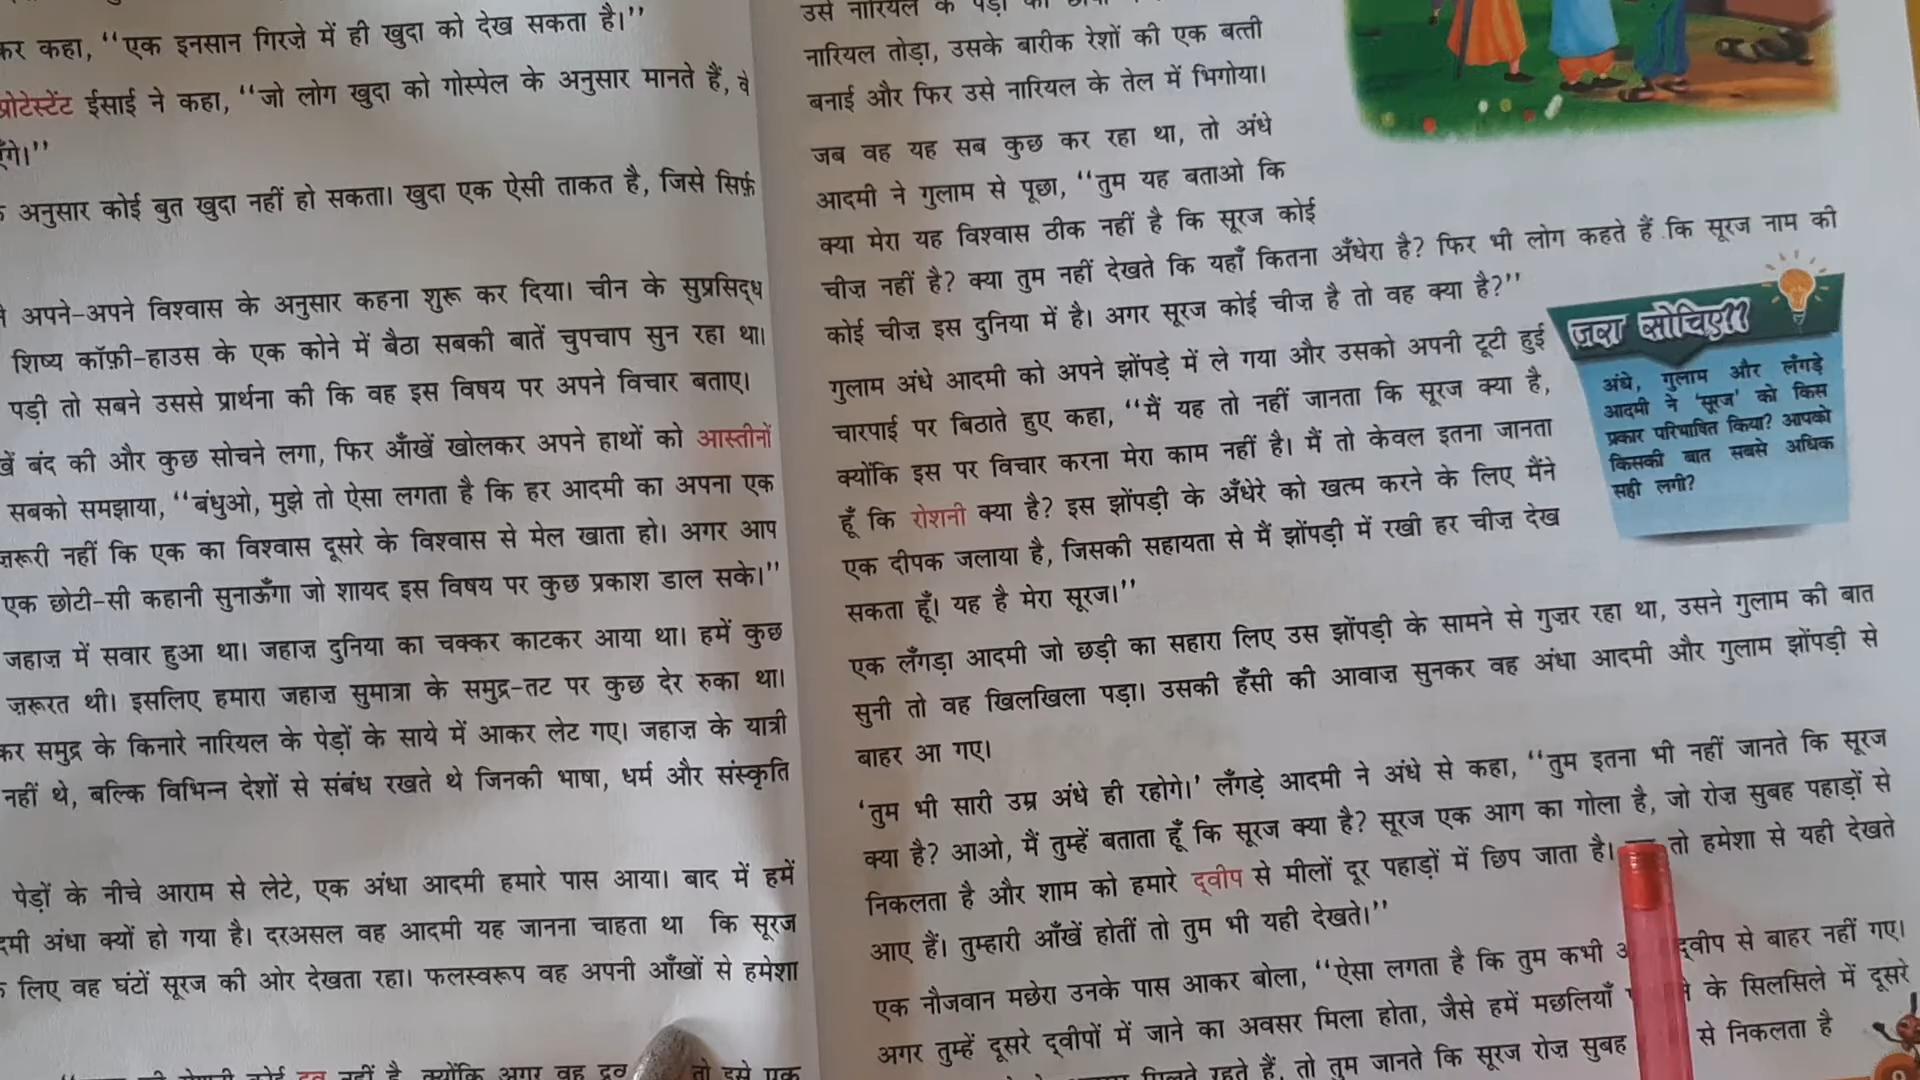 कर कहा, ‘‘एक इनसान गिरजे़ में ही खुदा को देख सकता है।’’
प्रोटेस्टेंट ईसाई ने कहा, ‘‘जो लोग खुदा को गोस्पेल के अनुसार मानते हैं, वे
अनुसार कोई बुत खुदा नहीं हो सकता। खुदा एक ऐसी ताकत है, जिसे सिर्फ़
अपने-अपने विश्वास के अनुसार कहना शुरू कर दिया। चीन के सुप्रसिद्ध
शिष्य कॉफ़ी-हाउस के एक कोने में बैठा सबकी बातें चुपचाप सुन रहा था।
पड़ी तो सबने उससे प्रार्थना की कि वह इस विषय पर अपने विचार बताए।
बंद की और कुछ सोचने लगा, फिर आँखें खोलकर अपने हाथों को आस्तीनों
सबको समझाया, ‘‘बंधुओ, मुझे तो ऐसा लगता है कि हर आदमी का अपना एक
ज़रूरी नहीं कि एक का विश्वास दूसरे के विश्वास से मेल खाता हो। अगर आप
एक छोटी-सी कहानी सुनाऊँगा जो शायद इस विषय पर कुछ प्रकाश डाल सके।’’
जहाज़ में सवार हुआ था। जहाज़ दुनिया का चक्कर काटकर आया था। हमें कुछ
ज़रूरत थी। इसलिए हमारा जहाज़ सुमात्रा के समुद्र-तट पर कुछ देर रुका था।
कर समुद्र के किनारे नारियल के पेड़ों के साये में आकर लेट गए। जहाज़ के यात्री
नहीं थे, बल्कि विभिन्न देशों से संबंध रखते थे जिनकी भाषा, धर्म और संस्कृति
पेड़ों के नीचे आराम से लेटे, एक अंधा आदमी हमारे पास आया। बाद में हमें
अंधा क्यों हो गया है। दरअसल वह आदमी यह जानना चाहता था कि सूरज
लिए वह घंटों सूरज की ओर देखता रहा। फलस्वरूप वह अपनी आँखों से हमेशा
उसे नारियल के
नारियल तोड़ा, उसके बारीक रेशों की एक बत्ती
बनाई और फिर उसे नारियल के तेल में भिगोया।
जब वह यह सब कुछ कर रहा था, तो अंधे
आदमी ने गुलाम से पूछा, ‘‘तुम यह बताओ कि
क्या मेरा यह विश्वास ठीक नहीं है कि सूरज कोई
चीज़ नहीं है? क्या तुम नहीं देखते कि यहाँ कितना अँधेरा है? फिर भी लोग कहते हैं कि सूरज नाम की
कोई चीज़ इस दुनिया में है। अगर सूरज कोई चीज़ है तो वह क्या है?’’
गुलाम अंधे आदमी को अपने झोंपड़े में ले गया और उसको अपनी टूटी हुई
चारपाई पर बिठाते हुए कहा, ‘‘मैं यह तो नहीं जानता कि सूरज क्या है,
क्योंकि इस पर विचार करना मेरा काम नहीं है। मैं तो केवल इतना जानता
हूँ कि रोशनी क्या है? इस झोंपड़ी के अँधेरे को खत्म करने के लिए मैंने
एक दीपक जलाया है, जिसकी सहायता से मैं झोंपड़ी में रखी हर चीज़ देख
सकता हूँ। यह है मेरा सूरज।’’
एक लँगड़ा आदमी जो छड़ी का सहारा लिए उस झोंपड़ी के सामने से गुज़र रहा था, उसने गुलाम की बात
सुनी तो वह खिलखिला पड़ा। उसकी हँसी की आवाज़ सुनकर वह अंधा आदमी और गुलाम झोंपड़ी से
बाहर आ गए।
‘तुम भी सारी उम्र अंधे ही रहोगे।’ लँगड़े आदमी ने अंधे से कहा, ‘‘तुम इतना भी नहीं जानते कि सूरज
क्या है? आओ, मैं तुम्हें बताता हूँ कि सूरज क्या है? सूरज एक आग का गोला है, जो रोज़ सुबह पहाड़ों से
निकलता है और शाम को हमारे द्वीप से मीलों दूर पहाड़ों में छिप जाता है। तो हमेशा से यही देखते
आए हैं। तुम्हारी आँखें होतीं तो तुम भी यही देखते।’’
एक नौजवान मछेरा उनके पास आकर बोला, ‘‘ऐसा लगता है कि तुम कभी द्वीप से बाहर नहीं गए।
अगर तुम्हें दूसरे द्वीपों में जाने का अवसर मिला होता, जैसे हमें मछलियाँ के सिलसिले में दूसरे
रहते हैं, तो तुम जानते कि सूरज रोज़ सुबह से निकलता है
ज़रा सोचिए??
अंधे, गुलाम और लँगड़े
आदमी ने ‘सूरज’ को किस
प्रकार परिभाषित किया? आपको
किसकी बात सबसे अधिक
सही लगी?